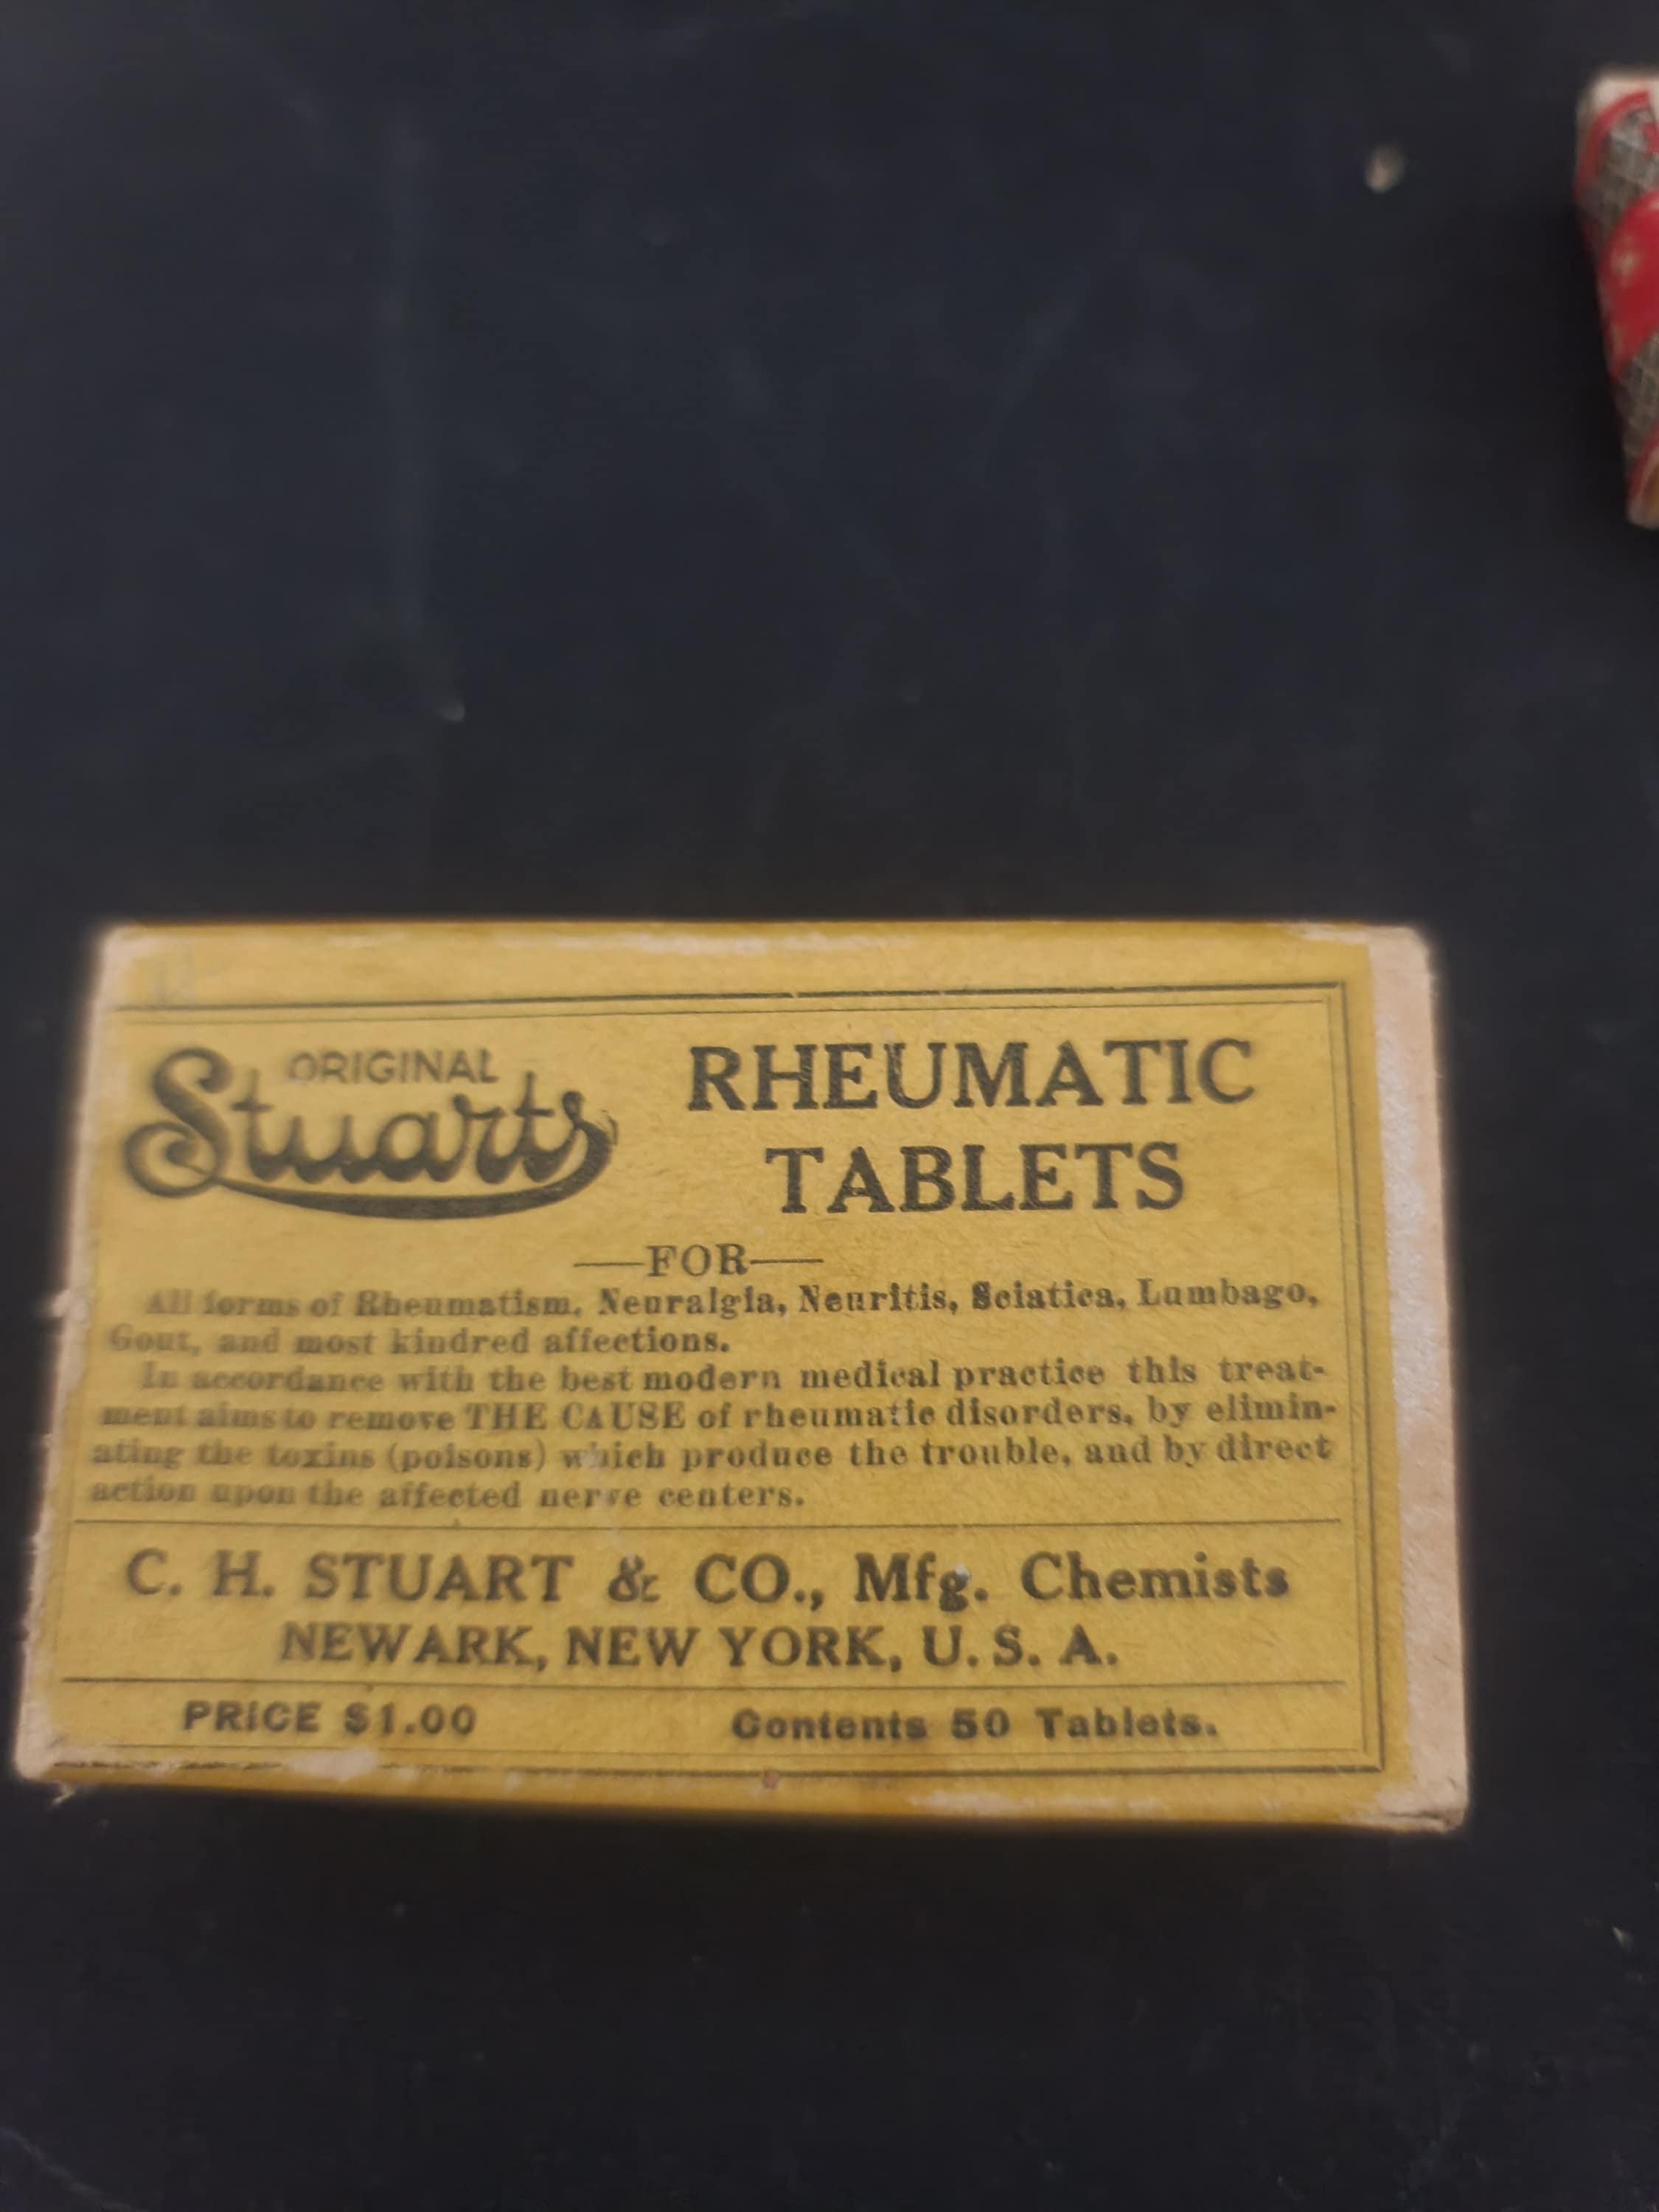 ORIGINAL
Stuarts
RHEUMATIC
TABLETS
—FOR—
All forms of Rheumatism, Neuralgia, Neuritis, Sciatica, Lumbago,
Gout, and most kindred affections.
In accordance with the best modern medical practice this treat-
ment aims to remove THE CAUSE of rheumatic disorders, by elimin-
ating the toxins (poisons) which produce the trouble, and by direct
action upon the affected nerve centers.
C. H. STUART & CO., Mfg. Chemists
NEWARK, NEW YORK, U. S. A.
PRICE $1.00 Contents 50 Tablets.